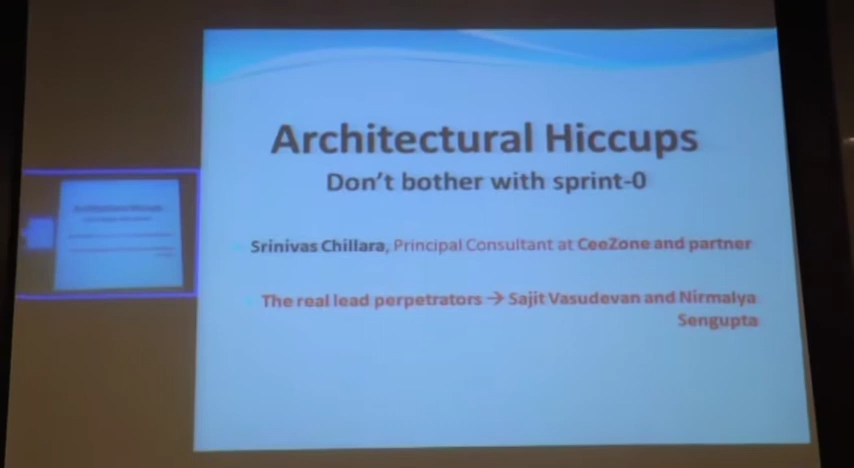 Architectural Hiccups
Don't bother with sprint-0
Srinivas Chillara, Principal Consultant at CeeZone and partner
The real lead perpetrators → Sajit Vasudevan and Nirmalya
Sengupta